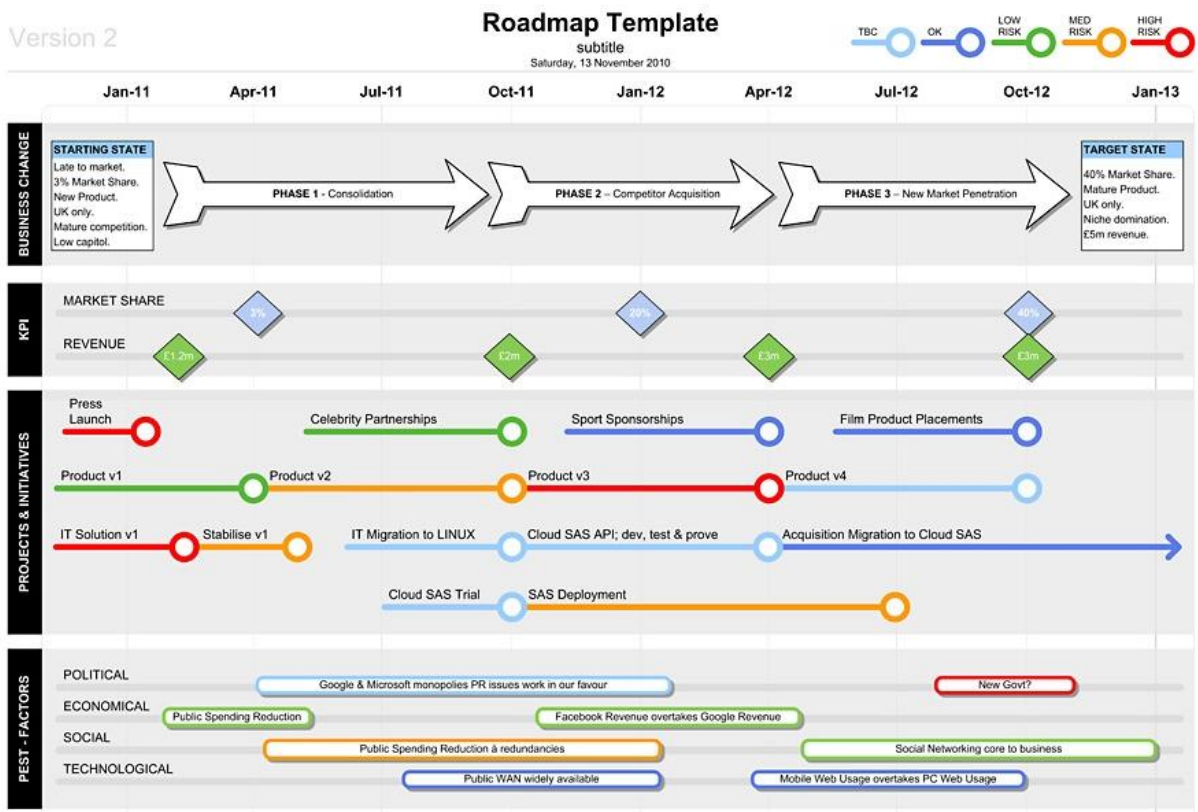 Version 2
Roadmap Template
subtitle
Saturday, 13 November 2010
TBC
OK
LOW
RISK
MED
RISK
HIGH
RISK
Jan-11 Apr-11 Jul-11 Oct-11 Jan-12 Apr-12 Jul-12 Oct-12 Jan-13
BUSINESS CHANGE
STARTING STATE
Late to market.
3% Market Share.
New Product.
UK only.
Mature competition.
Low capitol.
PHASE 1 - Consolidation
PHASE 2 – Competitor Acquisition
PHASE 3 – New Market Penetration
TARGET STATE
40% Market Share.
Mature Product.
UK only.
Niche domination.
£5m revenue.
KPI
MARKET SHARE
3% 20% 40%
REVENUE
£1.2m £2m £3m £3m
PROJECTS & INITIATIVES
Press
Launch
Celebrity Partnerships
Sport Sponsorships
Film Product Placements
Product v1
Product v2
Product v3
Product v4
IT Solution v1
Stabilise v1
IT Migration to LINUX
Cloud SAS API; dev, test & prove
Acquisition Migration to Cloud SAS
Cloud SAS Trial
SAS Deployment
PEST - FACTORS
POLITICAL
Google & Microsoft monopolies PR issues work in our favour
New Govt?
ECONOMICAL
Public Spending Reduction
Facebook Revenue overtakes Google Revenue
SOCIAL
Public Spending Reduction à redundancies
Social Networking core to business
TECHNOLOGICAL
Public WAN widely available
Mobile Web Usage overtakes PC Web Usage